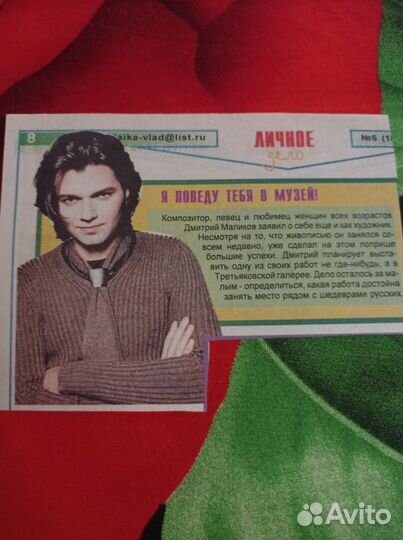 8
sika-vlad@list.ru
ЛИЧНОЕ
дело
№6 (1
Я ПОВЕДУ ТЕБЯ В МУЗЕЙ!
Композитор, певец и любимец женщин всех возрастов
Дмитрий Маликов заявил о себе еще и как художник.
Несмотря на то, что живописью он занялся со-
всем недавно, уже сделал на этом поприще
большие успехи. Дмитрий планирует выста-
вить одну из своих работ не где-нибудь, а в
Третьяковской галерее. Дело осталось за ма-
лым - определиться, какая работа достойна
занять место рядом с шедеврами русских
Avito